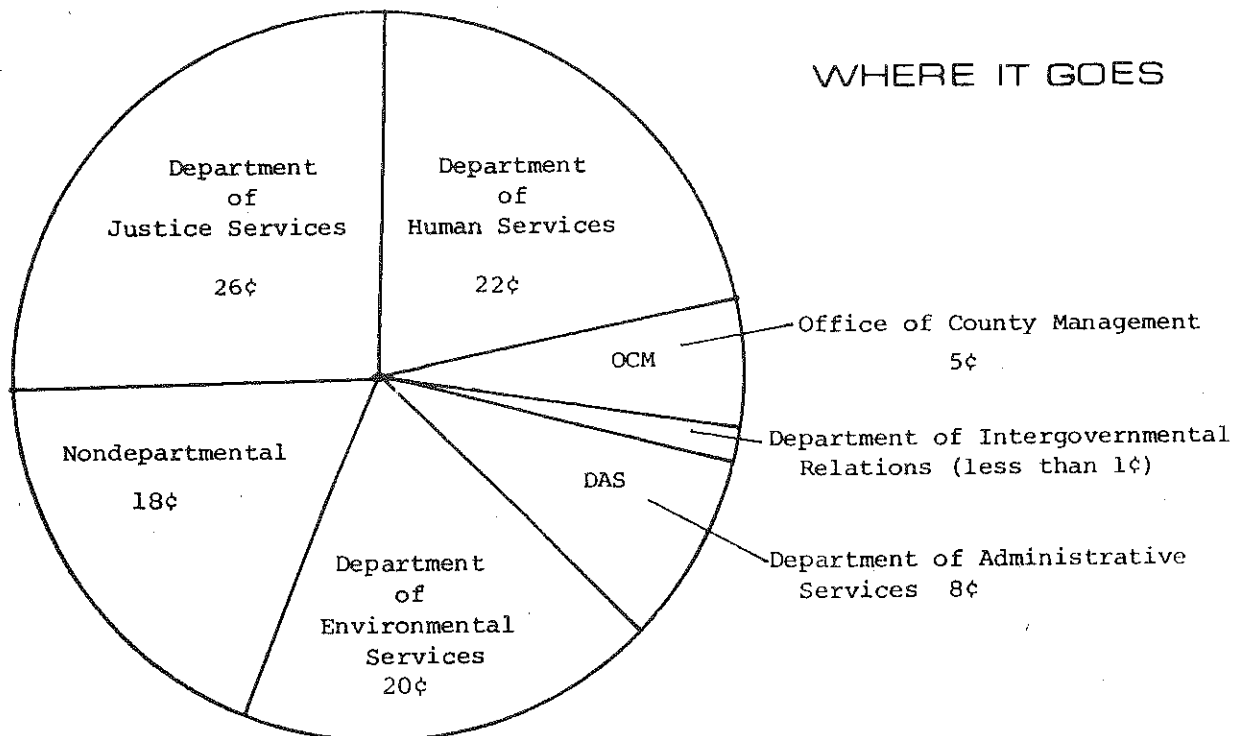 WHERE IT GOES
Department
of
Justice Services
26¢
Department
of
Human Services
22¢
OCM
Office of County Management
5¢
Department of Intergovernmental
Relations (less than 1¢)
DAS
Department of Administrative
Services 8¢
Department
of
Environmental
Services
20¢
Nondepartmental
18¢